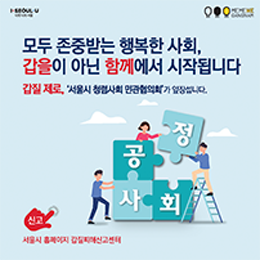 I·SEOUL·U
모두 존중받는 행복한 사회,
갑을이 아닌 함께에서 시작됩니다
갑질 제로, '서울시 청렴사회 민관협의회'가 앞장섭니다.
공
정
사
회
신고
서울시 홈페이지 갑질피해신고센터